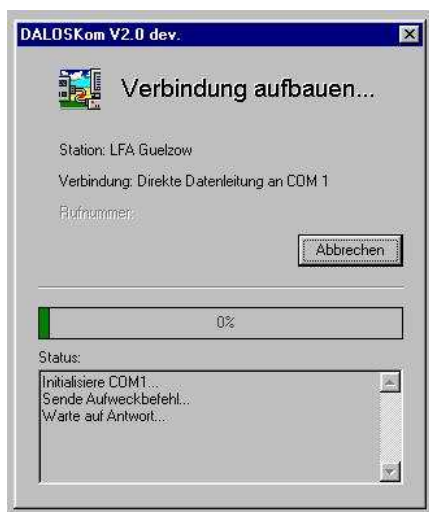 DALOSKom V2.0 dev.
Verbindung aufbauen...
Station: LFA Guelzow
Verbindung: Direkte Datenleitung an COM 1
Rufnummer:
Abbrechen
0%
Status:
Initialisiere COM1...
Sende Aufweckbefehl...
Warte auf Antwort...